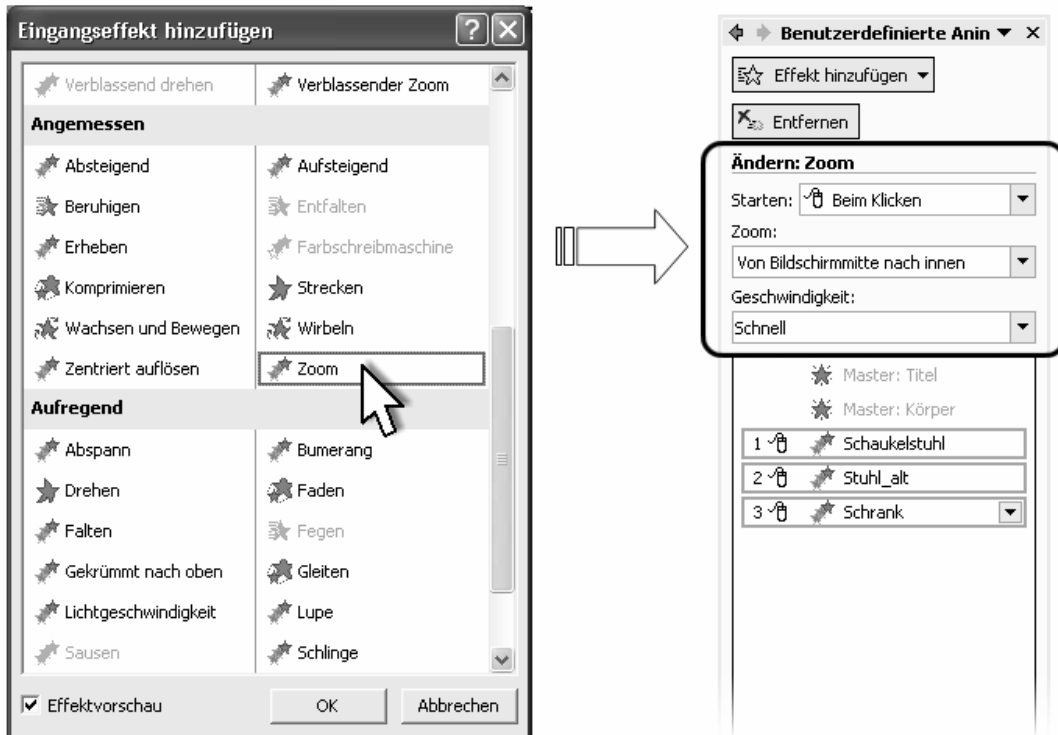 Eingangseffekt hinzufügen
Verblassend drehen Verblassender Zoom
Angemessen
Absteigend Aufsteigend
Beruhigen Entfalten
Erheben Farbschreibmaschine
Komprimieren Strecken
Wachsen und Bewegen Wirbeln
Zentriert auflösen Zoom
Aufregend
Abspann Bumerang
Drehen Faden
Falten Fegen
Gekrümmt nach oben Gleiten
Lichtgeschwindigkeit Lupe
Sausen Schlinge
Effektvorschau OK Abbrechen
Benutzerdefinierte Anin
Effekt hinzufügen
Entfernen
Ändern: Zoom
Starten: Beim Klicken
Zoom:
Von Bildschirmmitte nach innen
Geschwindigkeit:
Schnell
Master: Titel
Master: Körper
1 Schaukelstuhl
2 Stuhl_alt
3 Schrank